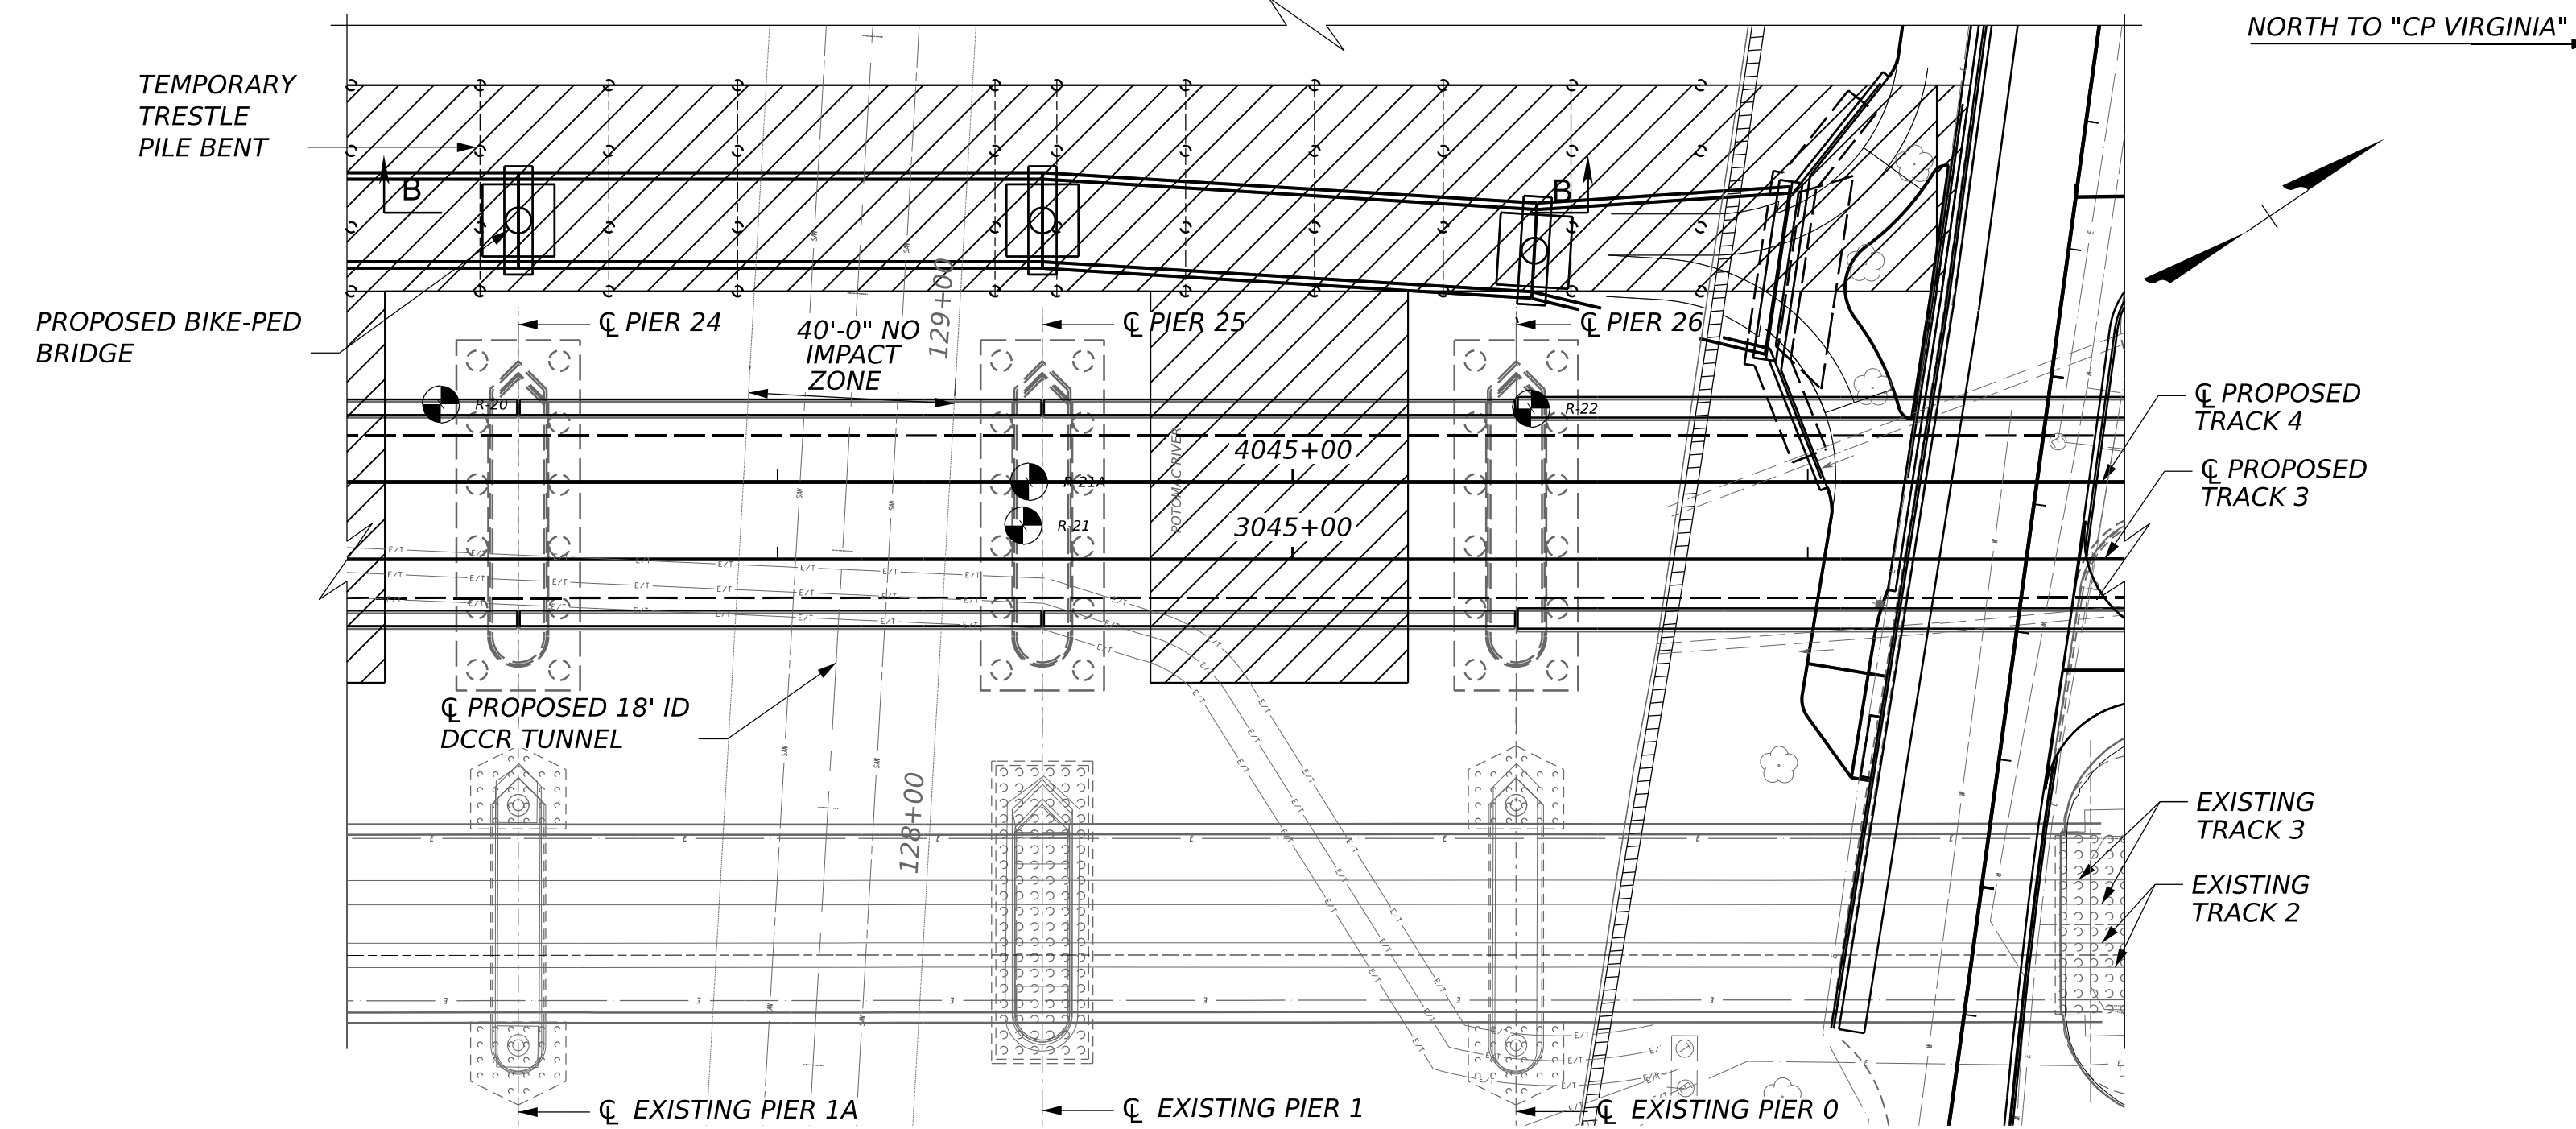 NORTH TO "CP VIRGINIA"
TEMPORARY
TRESTLE
PILE BENT
B
B
PROPOSED BIKE-PED
BRIDGE
℄ PIER 24
40'-0" NO
IMPACT
ZONE
129+00
℄ PIER 25
℄ PIER 26
R-20
R-22
℄ PROPOSED
TRACK 4
POTOMAC RIVER
4045+00
R-21A
℄ PROPOSED
TRACK 3
R-21
3045+00
℄ PROPOSED 18' ID
DCCR TUNNEL
128+00
EXISTING
TRACK 3
EXISTING
TRACK 2
℄ EXISTING PIER 1A
℄ EXISTING PIER 1
℄ EXISTING PIER 0